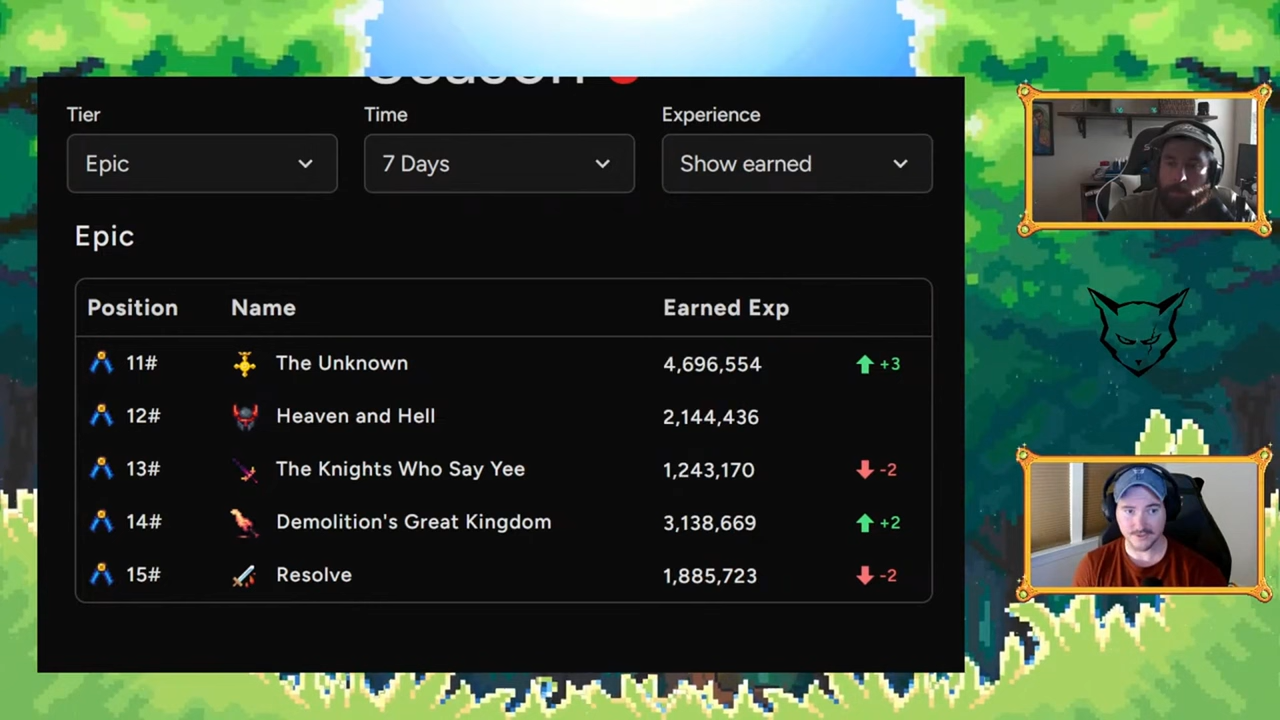 Season
Tier Time Experience
Epic 7 Days Show earned
Epic
Position Name Earned Exp
11# The Unknown 4,696,554 +3
12# Heaven and Hell 2,144,436
13# The Knights Who Say Yee 1,243,170 -2
14# Demolition's Great Kingdom 3,138,669 +2
15# Resolve 1,885,723 -2